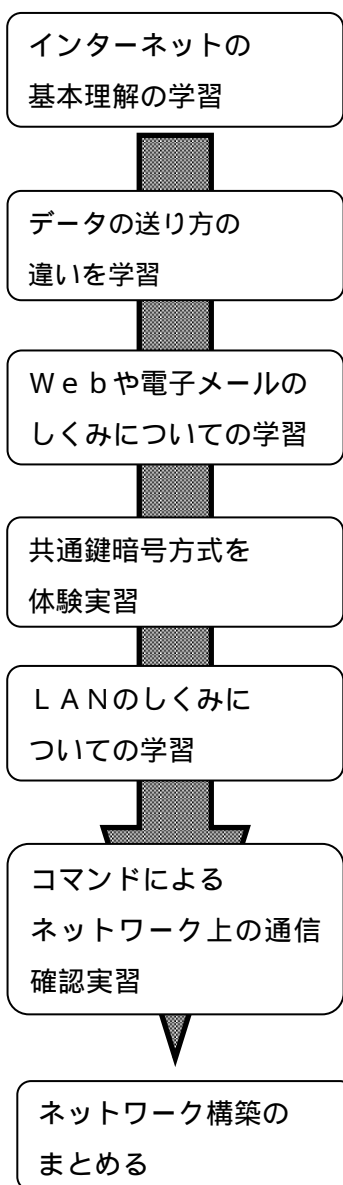 インターネットの
基本理解の学習
データの送り方の
違いを学習
Ｗｅｂや電子メールの
しくみについての学習
共通鍵暗号方式を
体験実習
ＬＡＮのしくみに
ついての学習
コマンドによる
ネットワーク上の通信
確認実習
ネットワーク構築の
まとめる